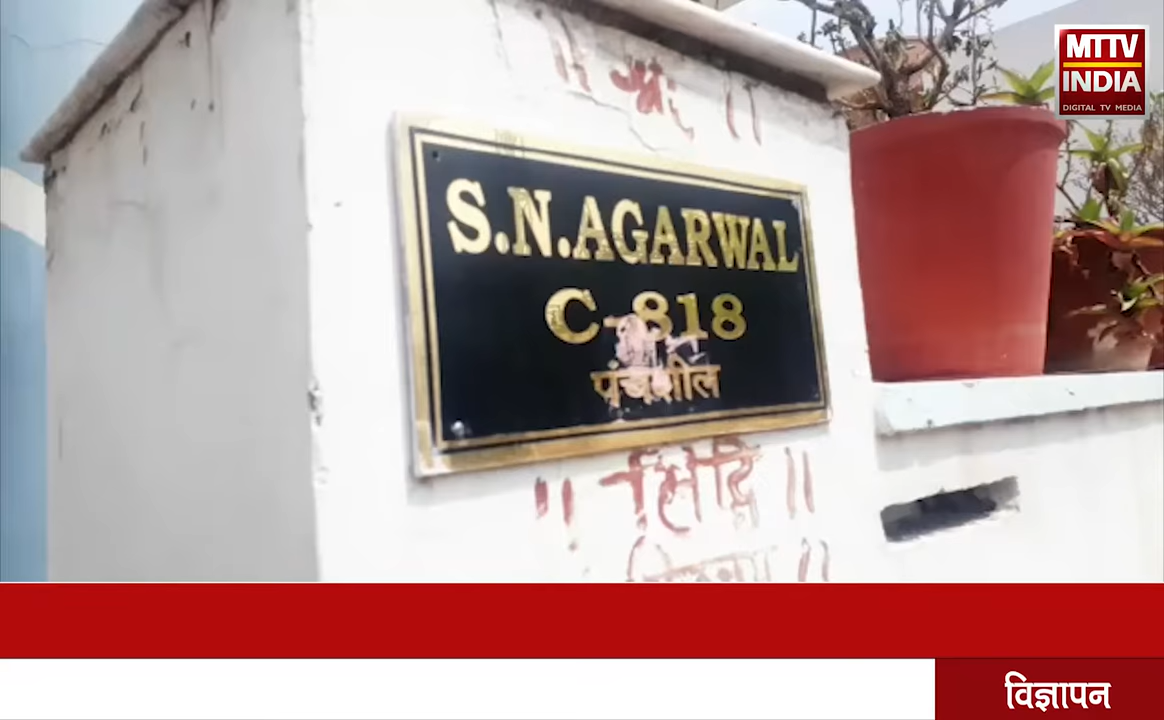 MTTV
INDIA
DIGITAL TV MEDIA
॥ श्रीः ॥
S.N.AGARWAL
C-818
पंचशील
॥ सिद्धि ॥
विज्ञापन